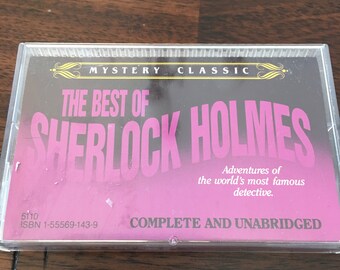 MYSTERY CLASSIC
THE BEST OF
SHERLOCK HOLMES
Adventures of
the world's most famous
detective.
5110
ISBN 1-55569-143-9
COMPLETE AND UNABRIDGED